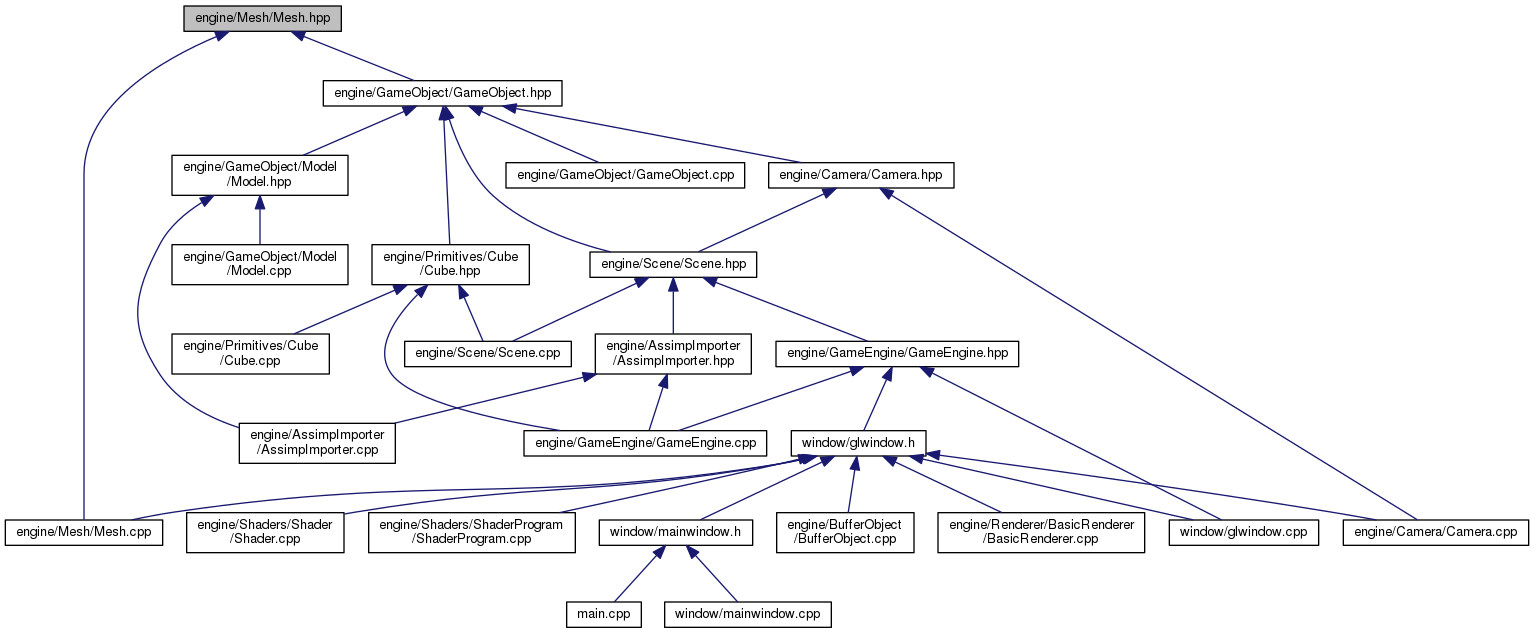 engine/Mesh/Mesh.hpp
engine/GameObject/GameObject.hpp
engine/GameObject/Model
/Model.hpp
engine/GameObject/GameObject.cpp
engine/Camera/Camera.hpp
engine/GameObject/Model
/Model.cpp
engine/Primitives/Cube
/Cube.hpp
engine/Scene/Scene.hpp
engine/Primitives/Cube
/Cube.cpp
engine/Scene/Scene.cpp
engine/AssimpImporter
/AssimpImporter.hpp
engine/GameEngine/GameEngine.hpp
engine/AssimpImporter
/AssimpImporter.cpp
engine/GameEngine/GameEngine.cpp
window/glwindow.h
engine/Mesh/Mesh.cpp
engine/Shaders/Shader
/Shader.cpp
engine/Shaders/ShaderProgram
/ShaderProgram.cpp
window/mainwindow.h
engine/BufferObject
/BufferObject.cpp
engine/Renderer/BasicRenderer
/BasicRenderer.cpp
window/glwindow.cpp
engine/Camera/Camera.cpp
main.cpp
window/mainwindow.cpp